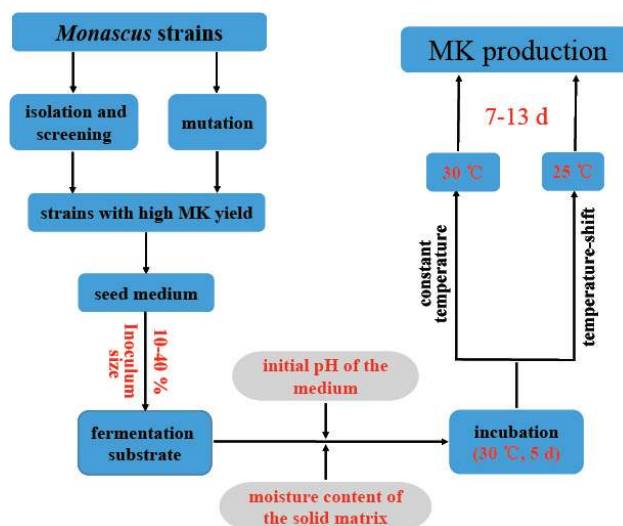 Monascus strains
isolation and
screening
mutation
strains with high MK yield
seed medium
10-40 %
Inoculum
size
fermentation
substrate
initial pH of the
medium
moisture content of
the solid matrix
incubation
(30 ℃, 5 d)
constant
temperature
temperature-shift
30 ℃
25 ℃
7-13 d
MK production